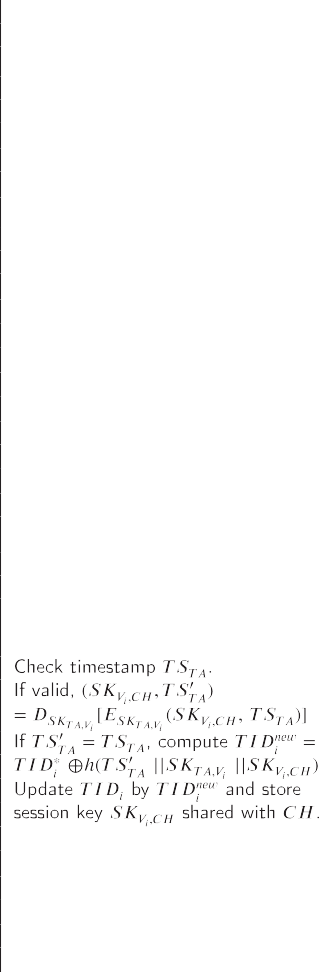 Check timestamp $TS_{TA}$.
If valid, $(SK_{V_i,CH}, TS'_{TA})$
$= D_{SK_{TA,V_i}}[E_{SK_{TA,V_i}}(SK_{V_i,CH}, TS_{TA})]$
If $TS'_{TA} = TS_{TA}$, compute $TID_i^{new} =$
$TID_i^* \oplus h(TS'_{TA} \ ||SK_{TA,V_i} \ ||SK_{V_i,CH})$
Update $TID_i$ by $TID_i^{new}$ and store
session key $SK_{V_i,CH}$ shared with $CH$.